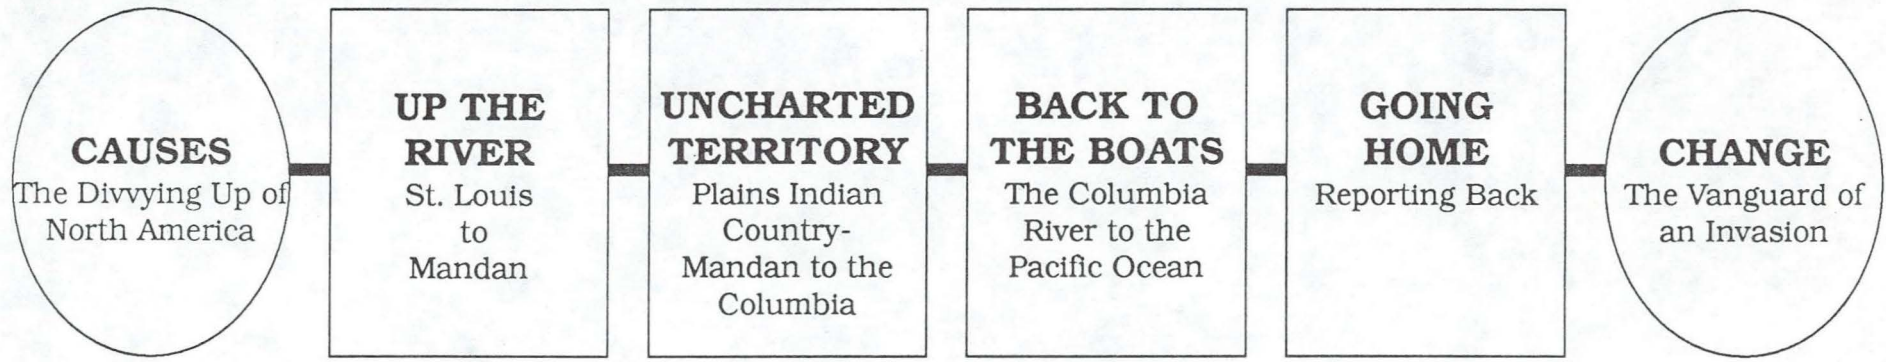 CAUSES
The Divvying Up of
North America
UP THE
RIVER
St. Louis
to
Mandan
UNCHARTED
TERRITORY
Plains Indian
Country-
Mandan to the
Columbia
BACK TO
THE BOATS
The Columbia
River to the
Pacific Ocean
GOING
HOME
Reporting Back
CHANGE
The Vanguard of
an Invasion